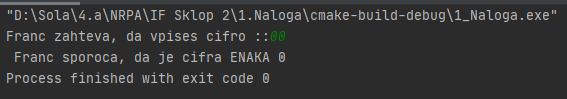 "D:\Sola\4.a\NRPA\IF Sklop 2\1.Naloga\cmake-build-debug\1_Naloga.exe"
Franc zahteva, da vpises cifro ::00
Franc sporoca, da je cifra ENAKA 0
Process finished with exit code 0